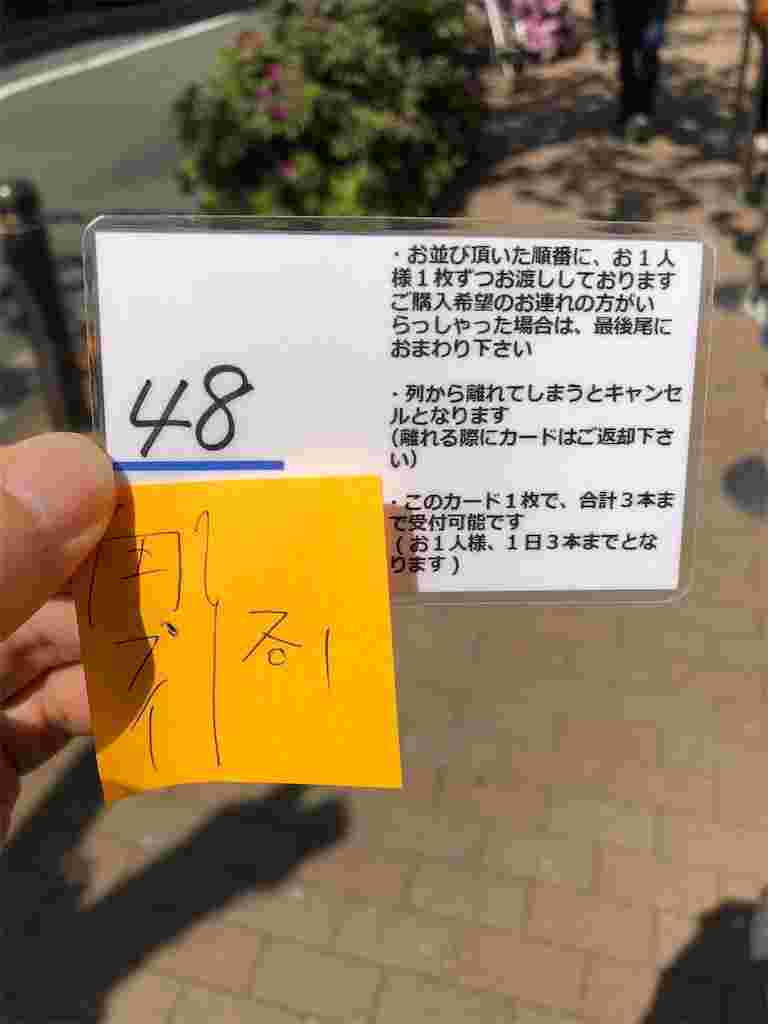 48
・お並び頂いた順番に、お１人
様１枚ずつお渡ししております
ご購入希望のお連れの方がい
らっしゃった場合は、最後尾に
おまわり下さい
・列から離れてしまうとキャンセ
ルとなります
(離れる際にカードはご返却下さ
い)
・このカード１枚で、合計３本ま
で受付可能です
(お１人様、１日３本までとな
ります)